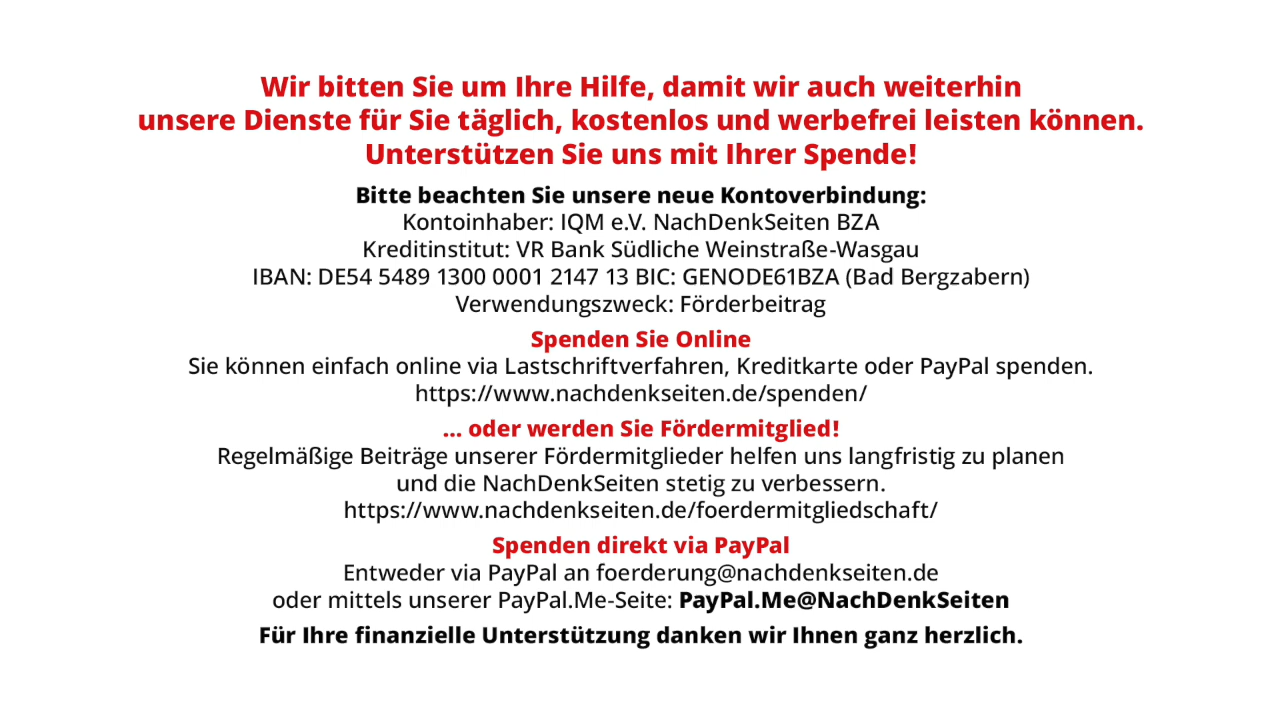 Wir bitten Sie um Ihre Hilfe, damit wir auch weiterhin
unsere Dienste für Sie täglich, kostenlos und werbefrei leisten können.
Unterstützen Sie uns mit Ihrer Spende!
Bitte beachten Sie unsere neue Kontoverbindung:
Kontoinhaber: IQM e.V. NachDenkSeiten BZA
Kreditinstitut: VR Bank Südliche Weinstraße-Wasgau
IBAN: DE54 5489 1300 0001 2147 13 BIC: GENODE61BZA (Bad Bergzabern)
Verwendungszweck: Förderbeitrag
Spenden Sie Online
Sie können einfach online via Lastschriftverfahren, Kreditkarte oder PayPal spenden.
https://www.nachdenkseiten.de/spenden/
... oder werden Sie Fördermitglied!
Regelmäßige Beiträge unserer Fördermitglieder helfen uns langfristig zu planen
und die NachDenkSeiten stetig zu verbessern.
https://www.nachdenkseiten.de/foerdermitgliedschaft/
Spenden direkt via PayPal
Entweder via PayPal an foerderung@nachdenkseiten.de
oder mittels unserer PayPal.Me-Seite: PayPal.Me@NachDenkSeiten
Für Ihre finanzielle Unterstützung danken wir Ihnen ganz herzlich.